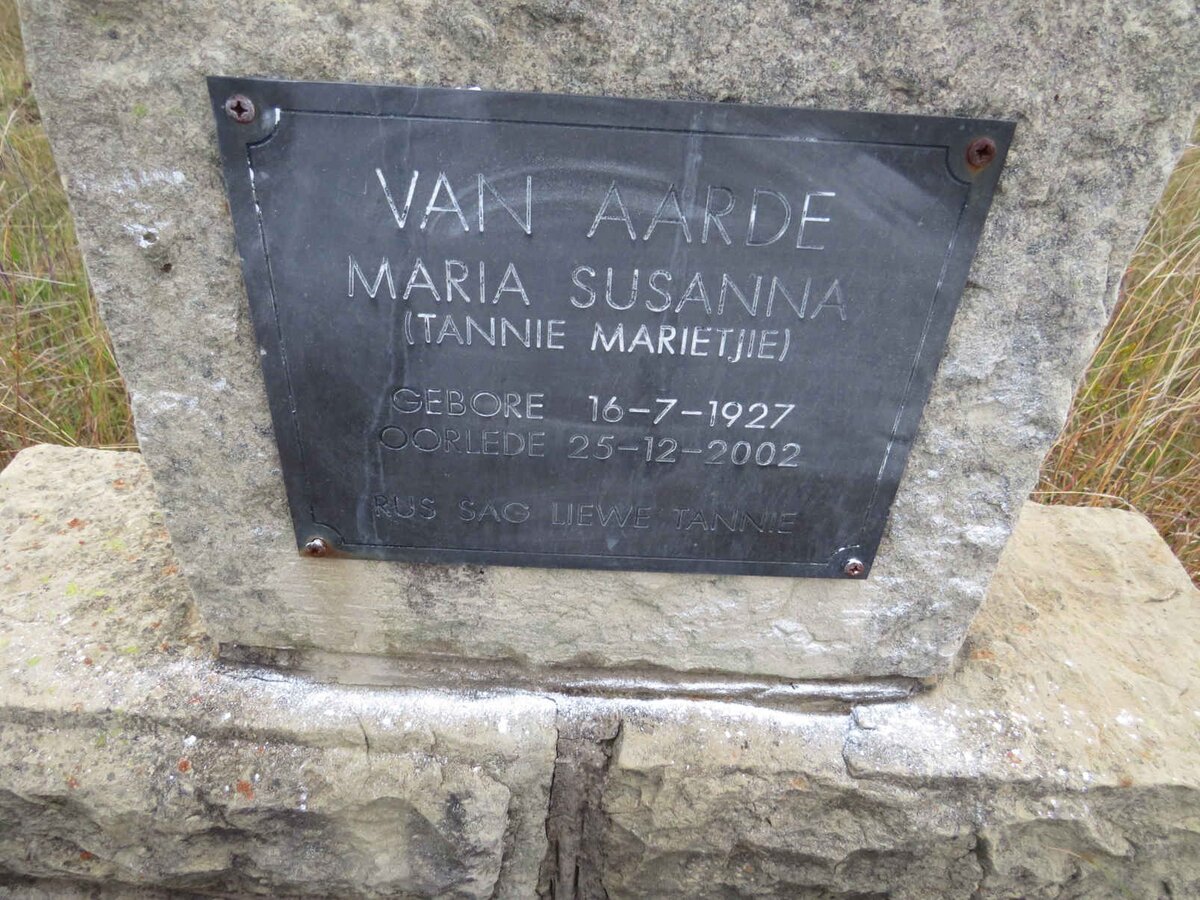 VAN AARDE
MARIA SUSANNA
(TANNIE MARIETJIE)
GEBORE 16-7-1927
OORLEDE 25-12-2002
RUS SAG LIEWE TANNIE